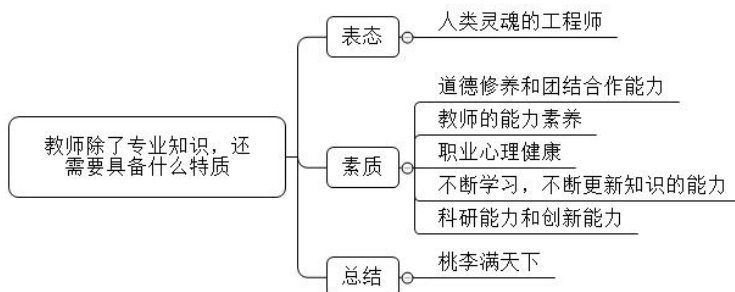 教师除了专业知识，还
需要具备什么特质
表态
人类灵魂的工程师
素质
道德修养和团结合作能力
教师的能力素养
职业心理健康
不断学习，不断更新知识的能力
科研能力和创新能力
总结
桃李满天下